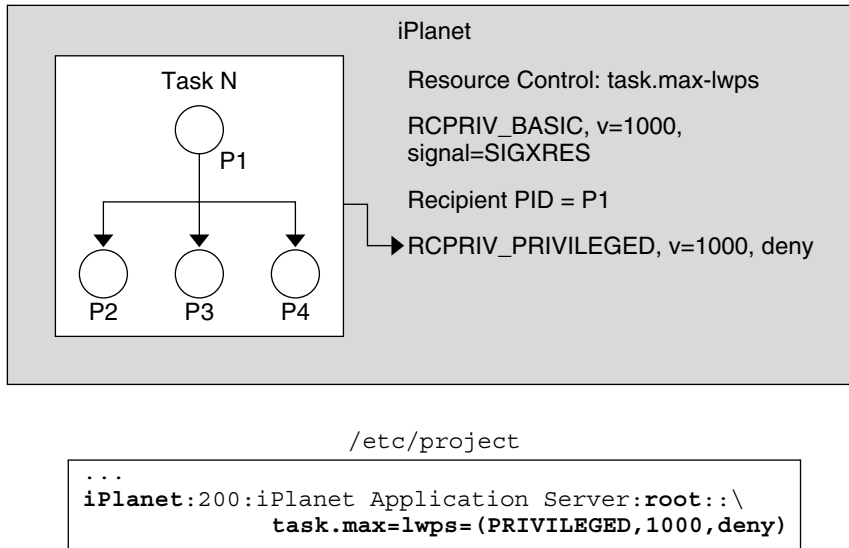 iPlanet
Task N
P1
P2 P3 P4
Resource Control: task.max-lwps
RCPRIV_BASIC, v=1000,
signal=SIGXRES
Recipient PID = P1
RCPRIV_PRIVILEGED, v=1000, deny
/etc/project
...
iPlanet:200:iPlanet Application Server:root::\
task.max=lwps=(PRIVILEGED,1000,deny)